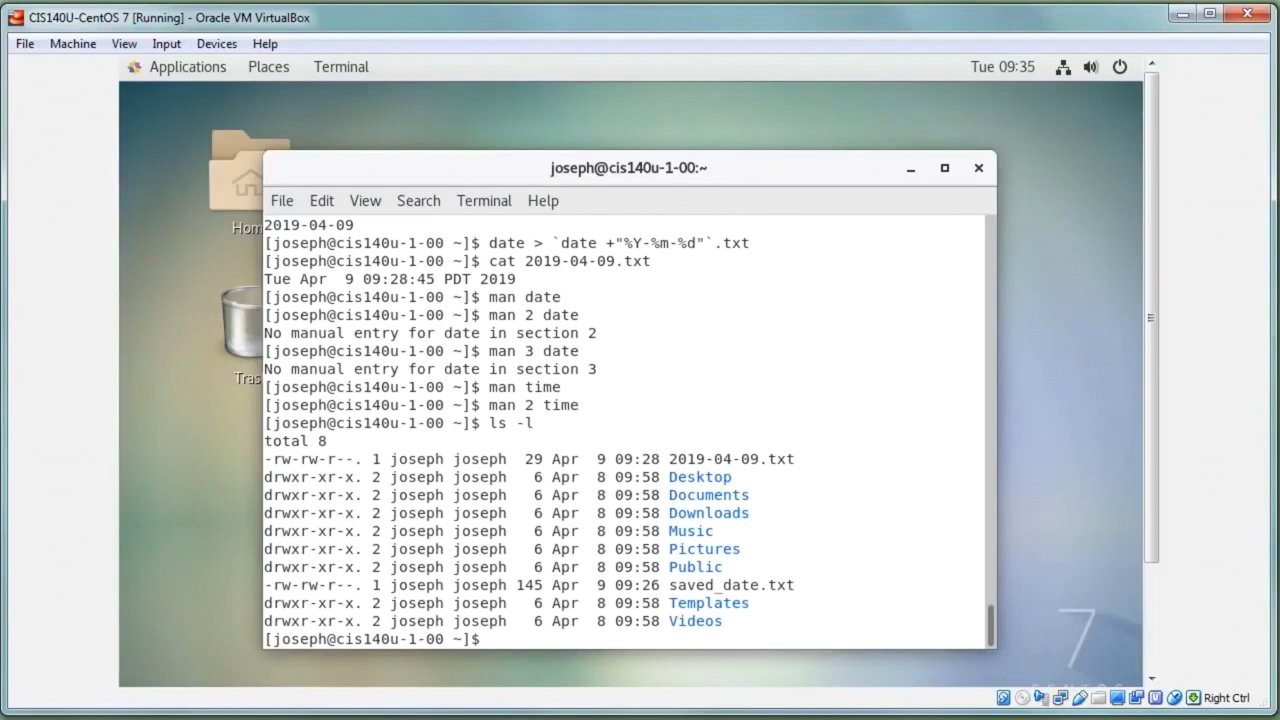 CIS140U-CentOS 7 [Running] - Oracle VM VirtualBox
File Machine View Input Devices Help
Applications Places Terminal Tue 09:35
Hom
Tras
joseph@cis140u-1-00:~
File Edit View Search Terminal Help
2019-04-09
[joseph@cis140u-1-00 ~]$ date > `date +"%Y-%m-%d"`.txt
[joseph@cis140u-1-00 ~]$ cat 2019-04-09.txt
Tue Apr  9 09:28:45 PDT 2019
[joseph@cis140u-1-00 ~]$ man date
[joseph@cis140u-1-00 ~]$ man 2 date
No manual entry for date in section 2
[joseph@cis140u-1-00 ~]$ man 3 date
No manual entry for date in section 3
[joseph@cis140u-1-00 ~]$ man time
[joseph@cis140u-1-00 ~]$ man 2 time
[joseph@cis140u-1-00 ~]$ ls -l
total 8
-rw-rw-r--. 1 joseph joseph  29 Apr  9 09:28 2019-04-09.txt
drwxr-xr-x. 2 joseph joseph   6 Apr  8 09:58 Desktop
drwxr-xr-x. 2 joseph joseph   6 Apr  8 09:58 Documents
drwxr-xr-x. 2 joseph joseph   6 Apr  8 09:58 Downloads
drwxr-xr-x. 2 joseph joseph   6 Apr  8 09:58 Music
drwxr-xr-x. 2 joseph joseph   6 Apr  8 09:58 Pictures
drwxr-xr-x. 2 joseph joseph   6 Apr  8 09:58 Public
-rw-rw-r--. 1 joseph joseph 145 Apr  9 09:26 saved_date.txt
drwxr-xr-x. 2 joseph joseph   6 Apr  8 09:58 Templates
drwxr-xr-x. 2 joseph joseph   6 Apr  8 09:58 Videos
[joseph@cis140u-1-00 ~]$
7
Right Ctrl